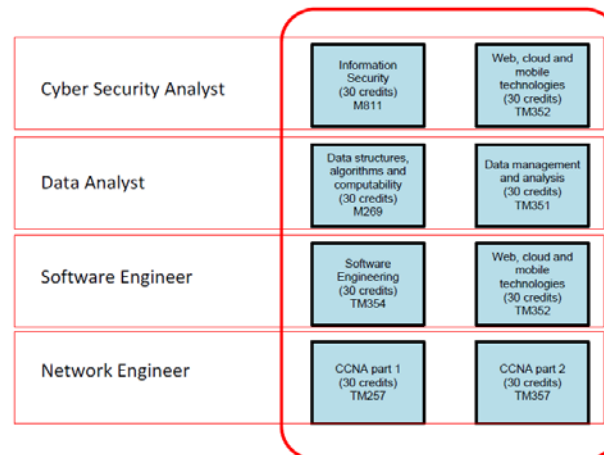 Cyber Security Analyst
Information
Security
(30 credits)
M811
Web, cloud and
mobile
technologies
(30 credits)
TM352
Data Analyst
Data structures,
algorithms and
computability
(30 credits)
M269
Data management
and analysis
(30 credits)
TM351
Software Engineer
Software
Engineering
(30 credits)
TM354
Web, cloud and
mobile
technologies
(30 credits)
TM352
Network Engineer
CCNA part 1
(30 credits)
TM257
CCNA part 2
(30 credits)
TM357